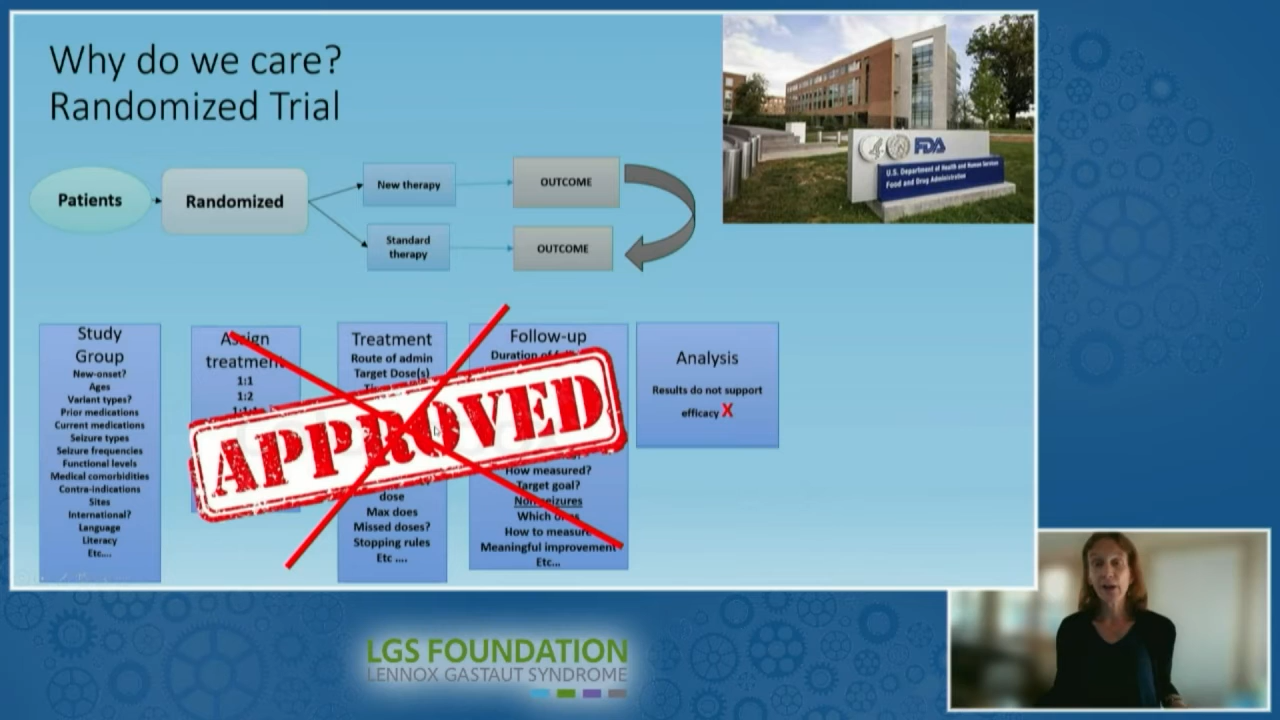 Why do we care?
Randomized Trial
FDA
U.S. Department of Health and Human Services
Food and Drug Administration
Patients
Randomized
New therapy
OUTCOME
Standard
therapy
OUTCOME
Study
Group
New-onset?
Ages
Variant types?
Prior medications
Current medications
Seizure types
Seizure frequencies
Functional levels
Medical comorbidities
Contra-indications
Sites
International?
Language
Literacy
Etc....
Assign
treatment
1:1
1:2
Treatment
Route of admin
Target Dose(s)
dose
Max does
Missed doses?
Stopping rules
Etc ....
Follow-up
Duration of
How measured?
Target goal?
Non seizures
Which ones
How to measure
Meaningful improvement
Etc...
Analysis
Results do not support
efficacy X
APPROVED
LGS FOUNDATION
LENNOX GASTAUT SYNDROME